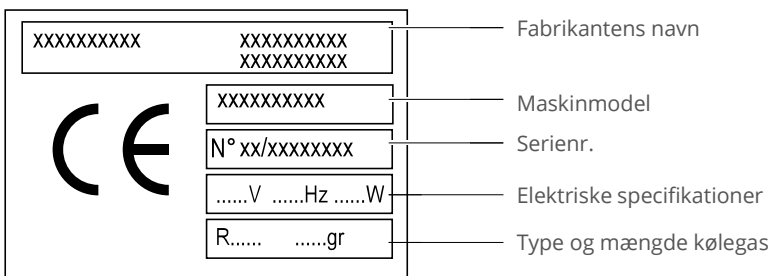 xxxxxxxxxx xxxxxxxxxx Fabrikantens navn
xxxxxxxxxx
xxxxxxxxxx Maskinmodel
CE N° xx/xxxxxxxx Serienr.
......V ......Hz ......W Elektriske specifikationer
R...... ......gr Type og mængde kølegas